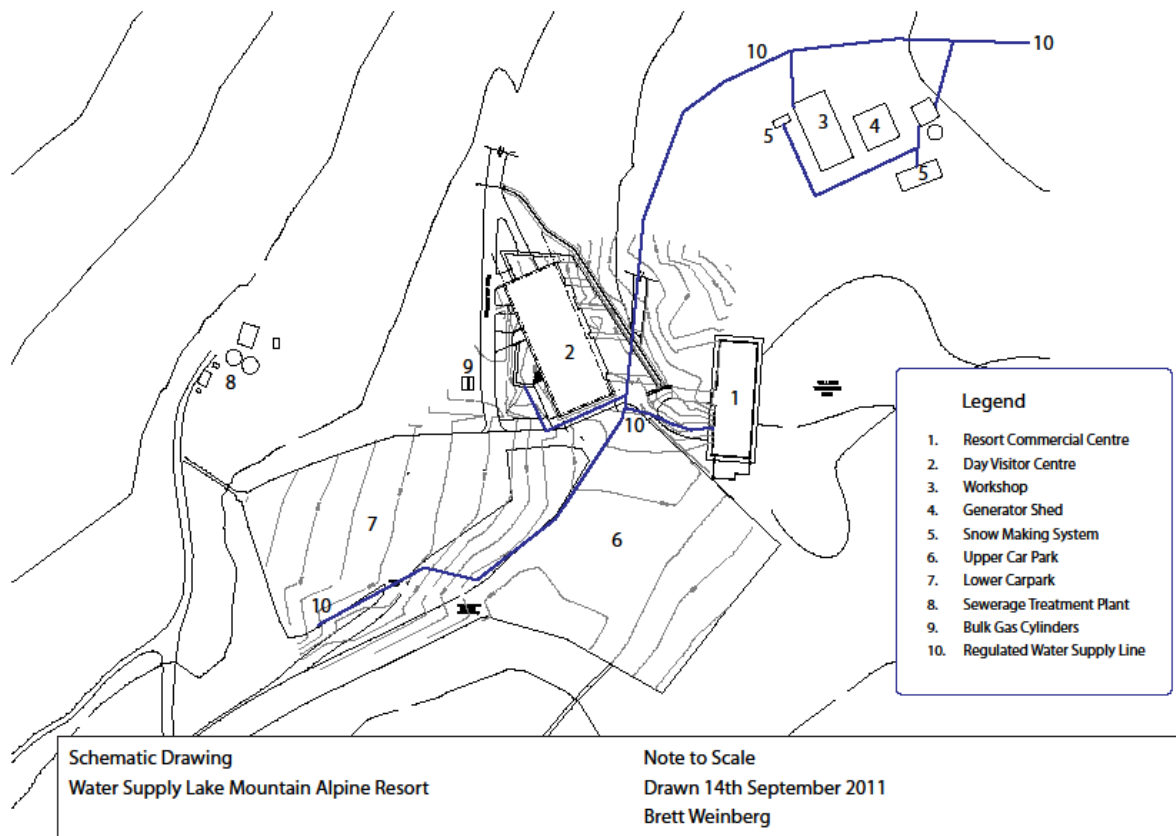 10
10
5
3
4
5
2
9
8
1
10
7
6
10
Legend
1. Resort Commercial Centre
2. Day Visitor Centre
3. Workshop
4. Generator Shed
5. Snow Making System
6. Upper Car Park
7. Lower Carpark
8. Sewerage Treatment Plant
9. Bulk Gas Cylinders
10. Regulated Water Supply Line
Schematic Drawing
Water Supply Lake Mountain Alpine Resort
Note to Scale
Drawn 14th September 2011
Brett Weinberg